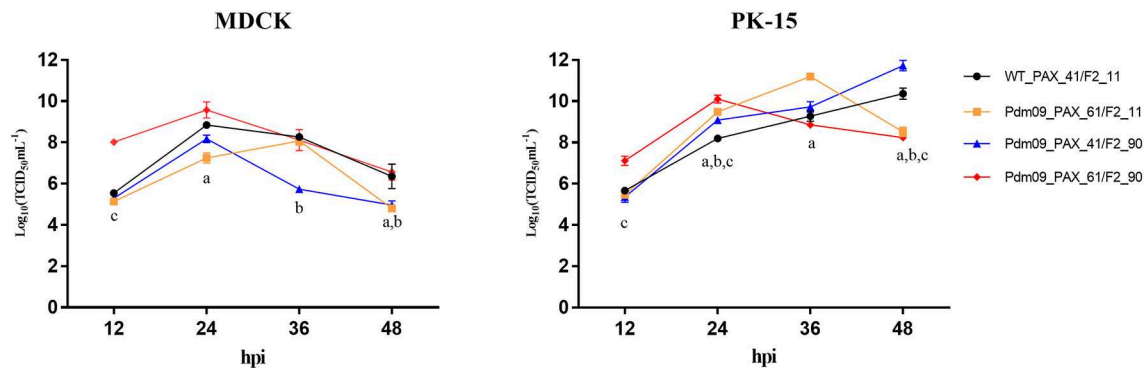 MDCK
Log10(TCID50mL-1)
12
10
8
6
4
2
0
c
a
b
a,b
12 24 36 48
hpi
PK-15
Log10(TCID50mL-1)
12
10
8
6
4
2
0
c
a,b,c
a
a,b,c
12 24 36 48
hpi
WT_PAX_41/F2_11
Pdm09_PAX_61/F2_11
Pdm09_PAX_41/F2_90
Pdm09_PAX_61/F2_90